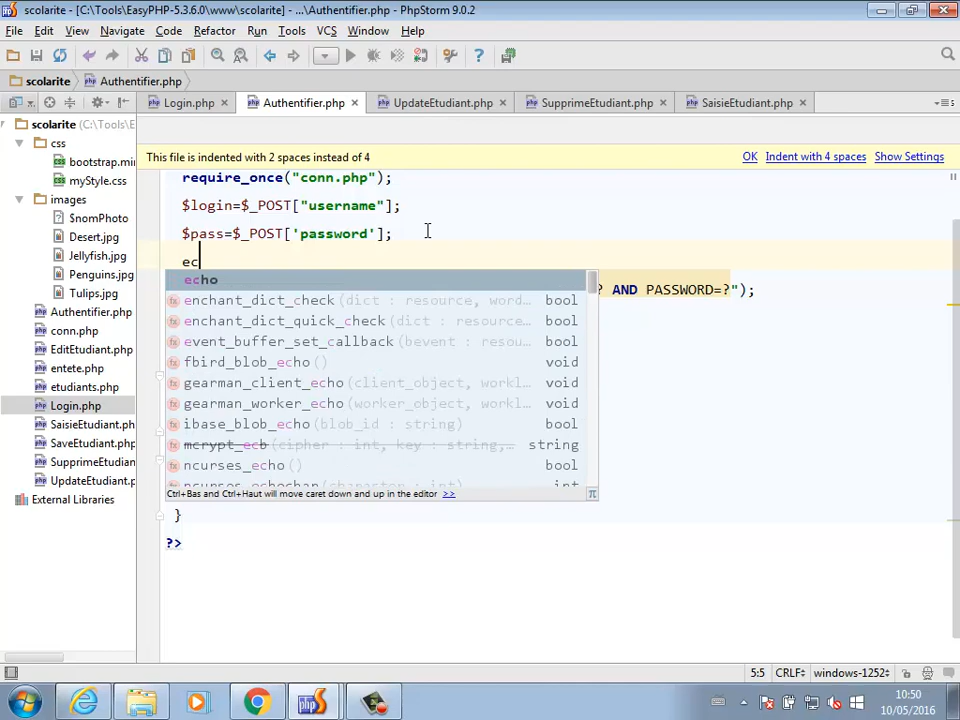 scolarite - [C:\Tools\EasyPHP-5.3.6.0\www\scolarite] - ...\Authentifier.php - PhpStorm 9.0.2
File Edit View Navigate Code Refactor Run Tools VCS Window Help
scolarite Authentifier.php
Login.php Authentifier.php UpdateEtudiant.php SupprimeEtudiant.php SaisieEtudiant.php
This file is indented with 2 spaces instead of 4 OK Indent with 4 spaces Show Settings
scolarite (C:\Tools\E
css
bootstrap.mi
myStyle.css
images
$nomPhoto
Desert.jpg
Jellyfish.jpg
Penguins.jpg
Tulips.jpg
Authentifier.php
conn.php
EditEtudiant.php
entete.php
etudiants.php
Login.php
SaisieEtudiant.ph
SaveEtudiant.php
SupprimeEtudian
UpdateEtudiant.p
External Libraries
require_once("conn.php");
$login=$_POST["username"];
$pass=$_POST['password'];
ec
? AND PASSWORD=?");
echo
enchant_dict_check(dict : resource, word… bool
enchant_dict_quick_check(dict : resource… bool
event_buffer_set_callback(bevent : resou… bool
fbird_blob_echo() void
gearman_client_echo(client_object, workl… void
gearman_worker_echo(worker_object, workl… void
ibase_blob_echo(blob_id : string) void
mcrypt_ecb(cipher : int, key : string,… string
ncurses_echo() bool
ncurses_echochar(character : int) int
Ctrl+Bas and Ctrl+Haut will move caret down and up in the editor >> π
}
?>
5:5 CRLF÷ windows-1252÷
10:50
10/05/2016